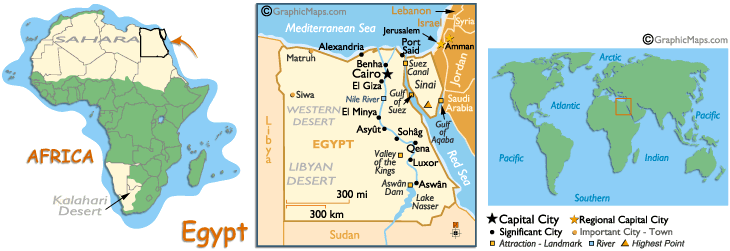 SAHARA
AFRICA
Kalahari
Desert
Egypt
©GraphicMaps.com
Lebanon
Syria
Israel
Mediterranean Sea
Jerusalem
Port
Said
Amman
Alexandria
Matruh
Benha
Suez
Canal
Jordan
Cairo
El Gîza
Sinai
Siwa
Nile River
Gulf
of
Suez
Saudi
Arabia
WESTERN
DESERT
El Minya
Gulf
of
Aqaba
Asyût
Sohâg
Libya
EGYPT
Qena
Red Sea
Valley
of the
Kings
Luxor
LIBYAN
DESERT
Aswân
Dam
Aswân
300 mi
Lake
Nasser
300 km
Sudan
©GraphicMaps.com
Arctic
Atlantic
Pacific
Pacific
Indian
Southern
Capital City
Regional Capital City
Significant City
Important City - Town
Attraction - Landmark
River
Highest Point